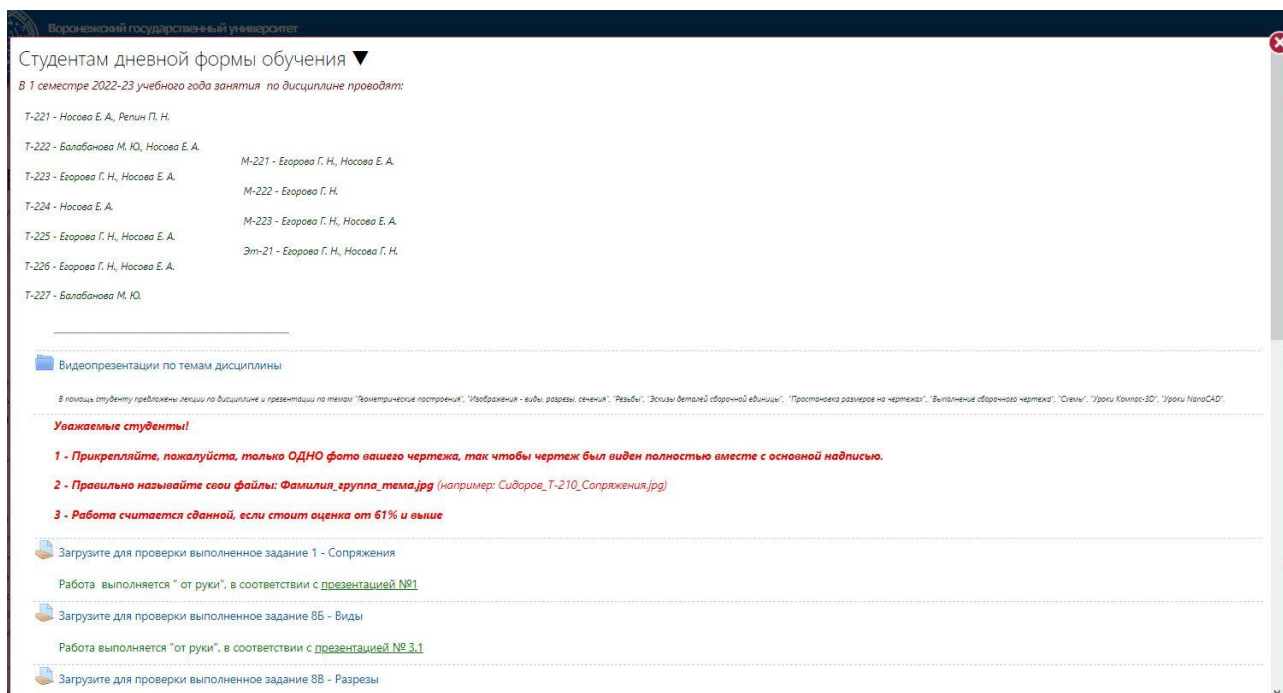 Воронежский государственный университет
Студентам дневной формы обучения ▼
В 1 семестре 2022-23 учебного года занятия по дисциплине проводят:
Т-221 - Носова Е. А., Репин П. Н.
Т-222 - Балабанова М. Ю., Носова Е. А.
Т-223 - Егорова Г. Н., Носова Е. А.
Т-224 - Носова Е. А.
Т-225 - Егорова Г. Н., Носова Е. А.
Т-226 - Егорова Г. Н., Носова Е. А.
Т-227 - Балабанова М. Ю.
М-221 - Егорова Г. Н., Носова Е. А.
М-222 - Егорова Г. Н.
М-223 - Егорова Г. Н., Носова Е. А.
Эт-21 - Егорова Г. Н., Носова Г. Н.
Видеопрезентации по темам дисциплины
В помощь студенту предложены лекции по дисциплине и презентации по темам "Геометрические построения", "Изображения - виды, разрезы, сечения", "Резьбы", "Эскизы деталей сборочной единицы", "Простановка размеров на чертежах", "Выполнение сборочного чертежа", "Схемы", "Уроки Компас-3D", "Уроки NanoCAD".
Уважаемые студенты!
1 - Прикрепляйте, пожалуйста, только ОДНО фото вашего чертежа, так чтобы чертеж был виден полностью вместе с основной надписью.
2 - Правильно называйте свои файлы: Фамилия_группа_тема.jpg (например: Сидоров_Т-210_Сопряжения.jpg)
3 - Работа считается сданной, если стоит оценка от 61% и выше
Загрузите для проверки выполненное задание 1 - Сопряжения
Работа выполняется " от руки", в соответствии с презентацией №1
Загрузите для проверки выполненное задание 8Б - Виды
Работа выполняется "от руки", в соответствии с презентацией № 3.1
Загрузите для проверки выполненное задание 8В - Разрезы